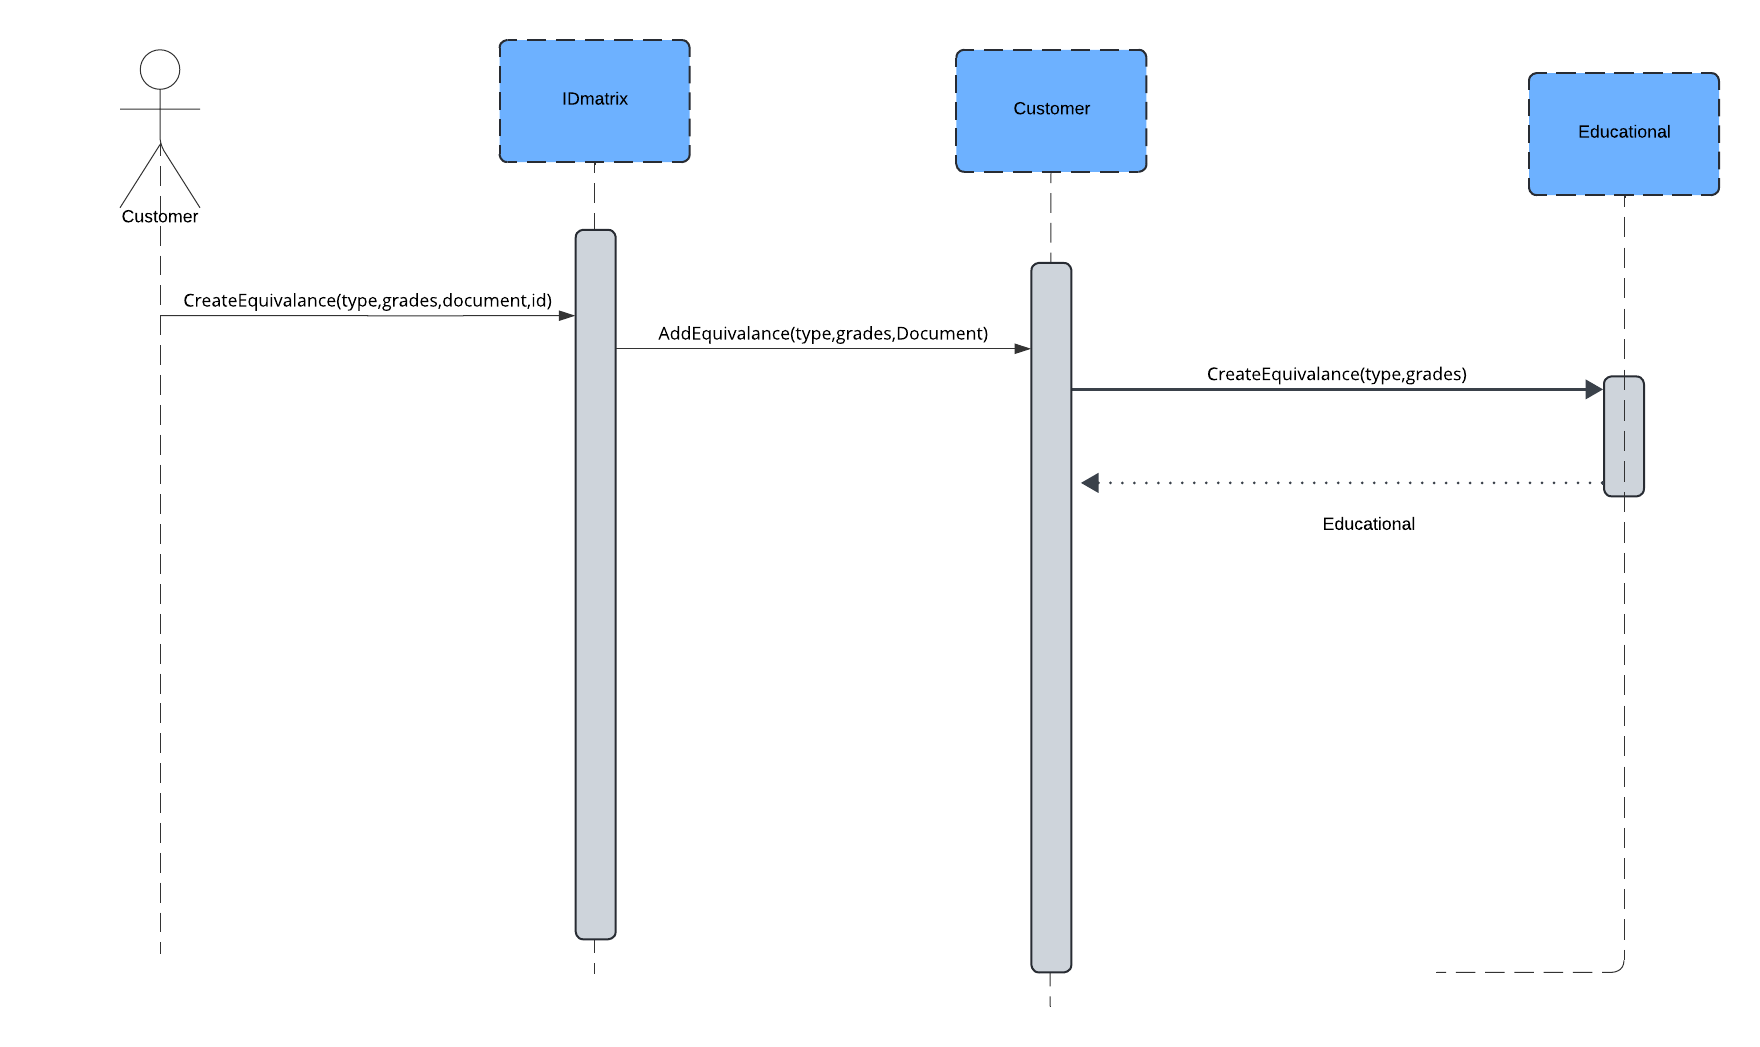 IDmatrix
Customer
Educational
Customer
CreateEquivalance(type,grades,document,id)
AddEquivalance(type,grades,Document)
CreateEquivalance(type,grades)
Educational